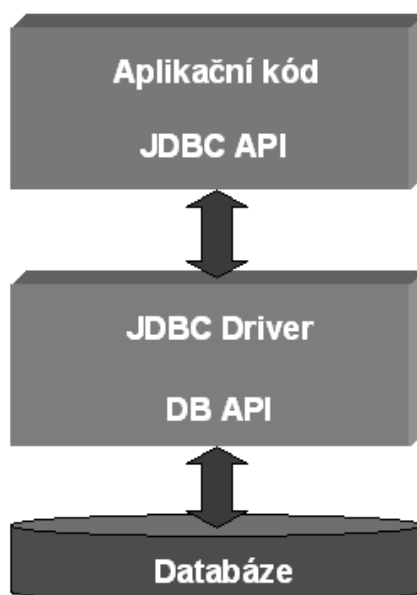 Aplikační kód
JDBC API
JDBC Driver
DB API
Databáze